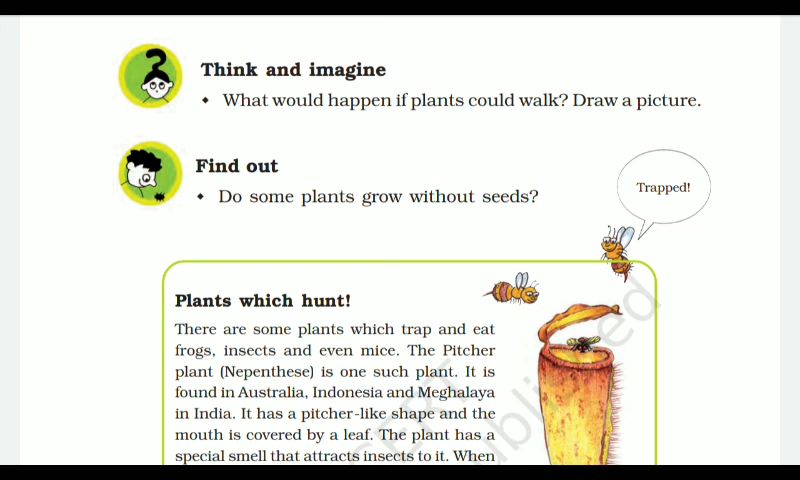 Think and imagine
• What would happen if plants could walk? Draw a picture.
Find out
• Do some plants grow without seeds?
Trapped!
Plants which hunt!
There are some plants which trap and eat
frogs, insects and even mice. The Pitcher
plant (Nepenthese) is one such plant. It is
found in Australia, Indonesia and Meghalaya
in India. It has a pitcher-like shape and the
mouth is covered by a leaf. The plant has a
special smell that attracts insects to it. When